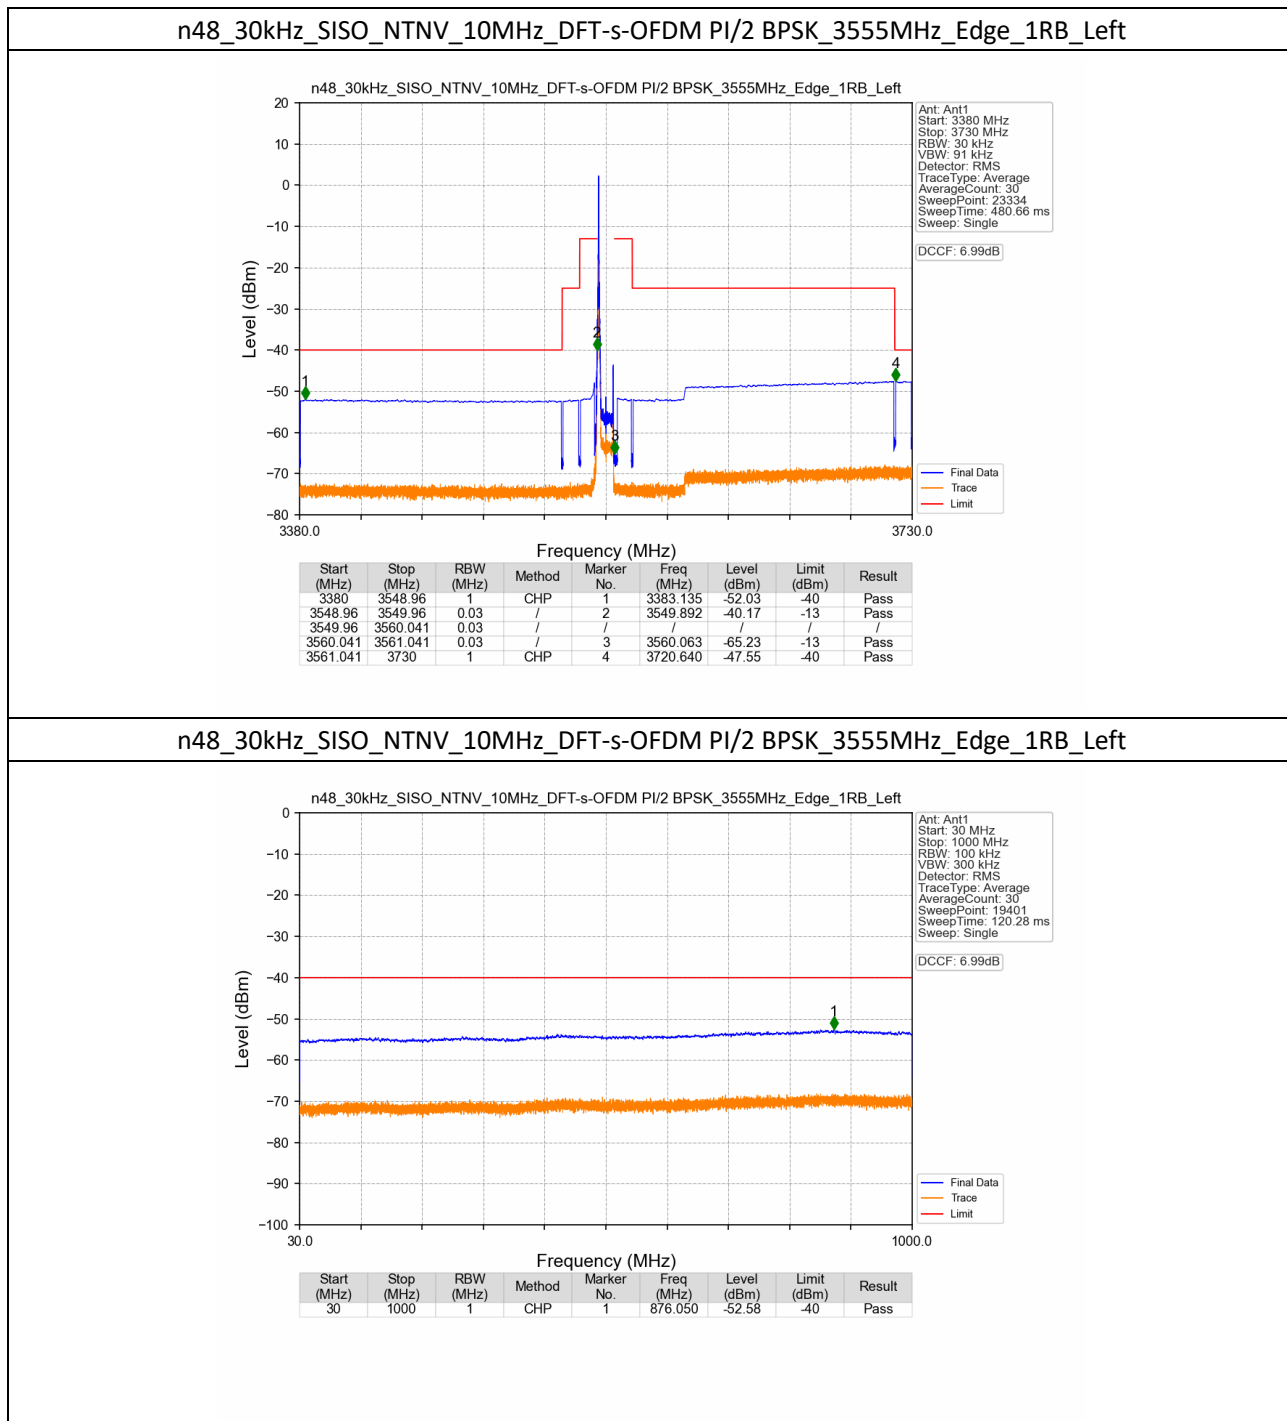 n48_30kHz_SISO_NTNV_10MHz_DFT-s-OFDM PI/2 BPSK_3555MHz_Edge_1RB_Left
n48_30kHz_SISO_NTNV_10MHz_DFT-s-OFDM PI/2 BPSK_3555MHz_Edge_1RB_Left
20
10
0
−10
−20
−30
−40
−50
−60
−70
−80
Level (dBm)
1
2
3
4
3380.0
3730.0
Frequency (MHz)
Ant: Ant1
Start: 3380 MHz
Stop: 3730 MHz
RBW: 30 kHz
VBW: 91 kHz
Detector: RMS
TraceType: Average
AverageCount: 30
SweepPoint: 23334
SweepTime: 480.66 ms
Sweep: Single
DCCF: 6.99dB
Final Data
Trace
Limit
Start (MHz) Stop (MHz) RBW (MHz) Method Marker No. Freq (MHz) Level (dBm) Limit (dBm) Result
3380 3548.96 1 CHP 1 3383.135 -52.03 -40 Pass
3548.96 3549.96 0.03 / 2 3549.892 -40.17 -13 Pass
3549.96 3560.041 0.03 / / / / / /
3560.041 3561.041 0.03 / 3 3560.063 -65.23 -13 Pass
3561.041 3730 1 CHP 4 3720.640 -47.55 -40 Pass
n48_30kHz_SISO_NTNV_10MHz_DFT-s-OFDM PI/2 BPSK_3555MHz_Edge_1RB_Left
n48_30kHz_SISO_NTNV_10MHz_DFT-s-OFDM PI/2 BPSK_3555MHz_Edge_1RB_Left
0
−10
−20
−30
−40
−50
−60
−70
−80
−90
−100
Level (dBm)
1
30.0
1000.0
Frequency (MHz)
Ant: Ant1
Start: 30 MHz
Stop: 1000 MHz
RBW: 100 kHz
VBW: 300 kHz
Detector: RMS
TraceType: Average
AverageCount: 30
SweepPoint: 19401
SweepTime: 120.28 ms
Sweep: Single
DCCF: 6.99dB
Final Data
Trace
Limit
Start (MHz) Stop (MHz) RBW (MHz) Method Marker No. Freq (MHz) Level (dBm) Limit (dBm) Result
30 1000 1 CHP 1 876.050 -52.58 -40 Pass